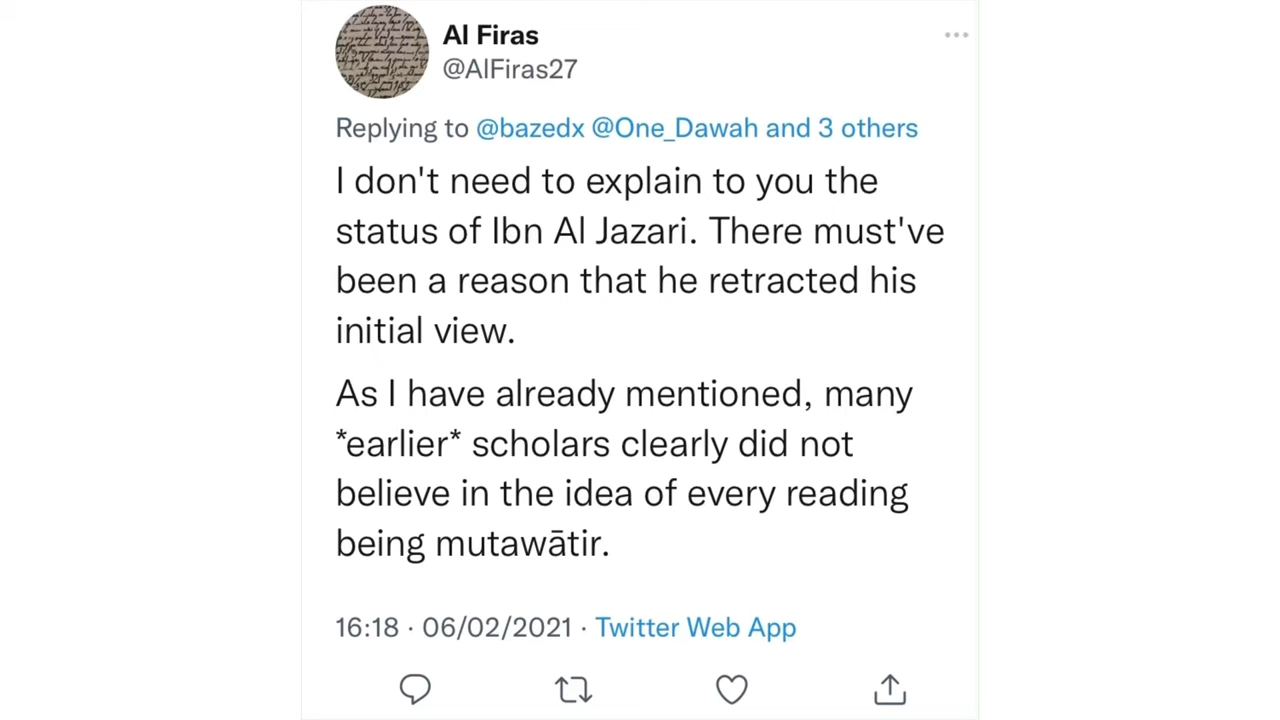 Al Firas
@AlFiras27
Replying to @bazedx @One_Dawah and 3 others
I don't need to explain to you the
status of Ibn Al Jazari. There must've
been a reason that he retracted his
initial view.
As I have already mentioned, many
*earlier* scholars clearly did not
believe in the idea of every reading
being mutawātir.
16:18 · 06/02/2021 · Twitter Web App